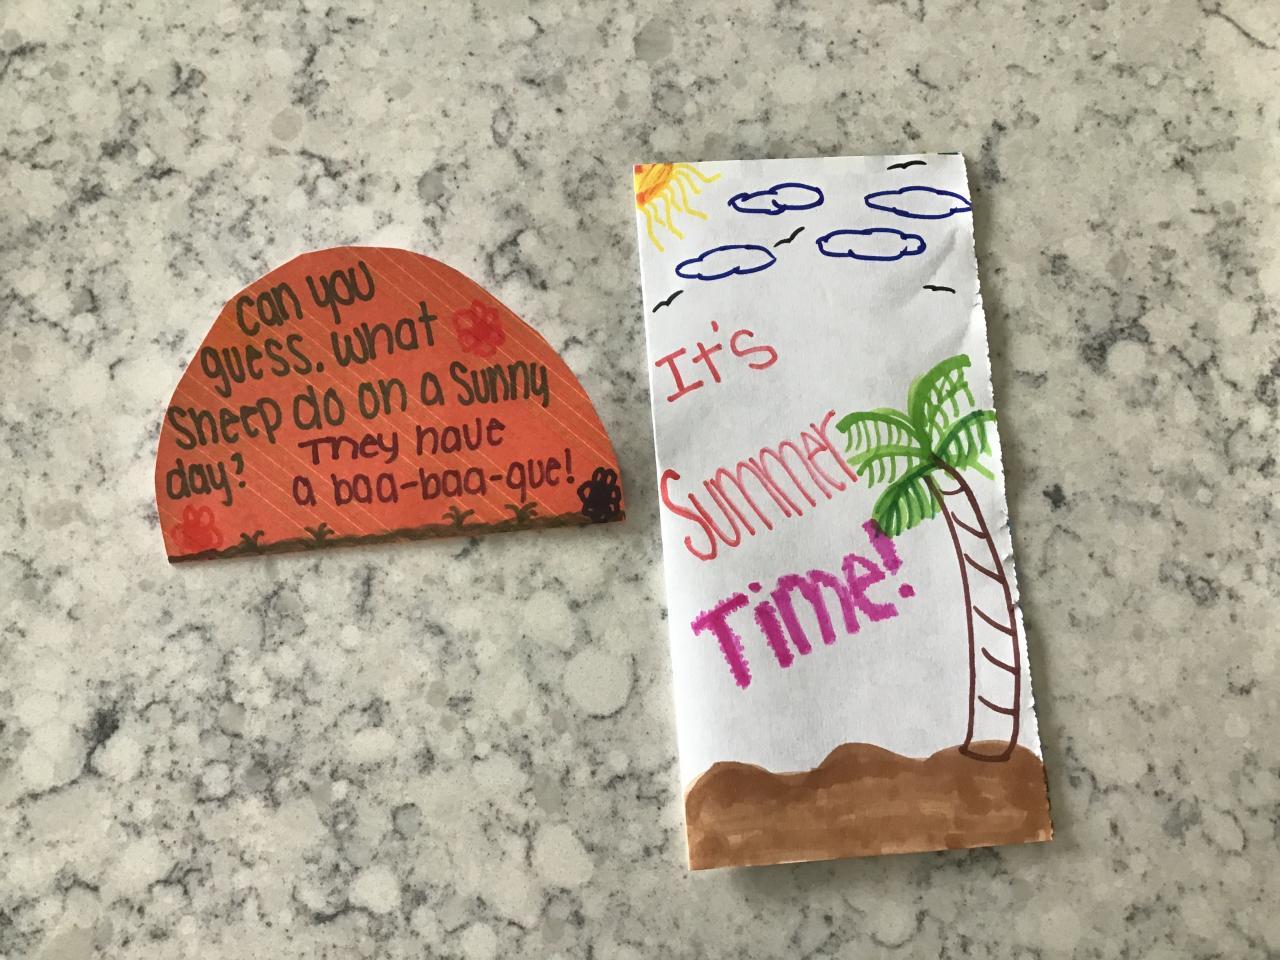 can you
guess. what
sheep do on a sunny
day? They have
a baa-baa-que!
It's
Summer
Time!